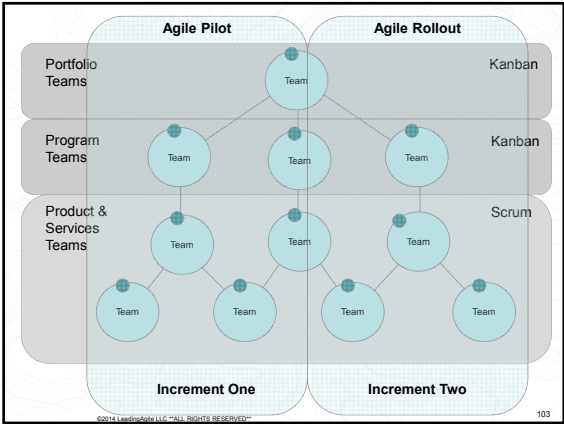 Agile Pilot
Agile Rollout
Portfolio
Teams
Kanban
Team
Program
Teams
Kanban
Team
Team
Team
Product &
Services
Teams
Scrum
Team
Team
Team
Team
Team
Team
Team
Increment One
Increment Two
©2014 LeadingAgile LLC **ALL RIGHTS RESERVED**
103